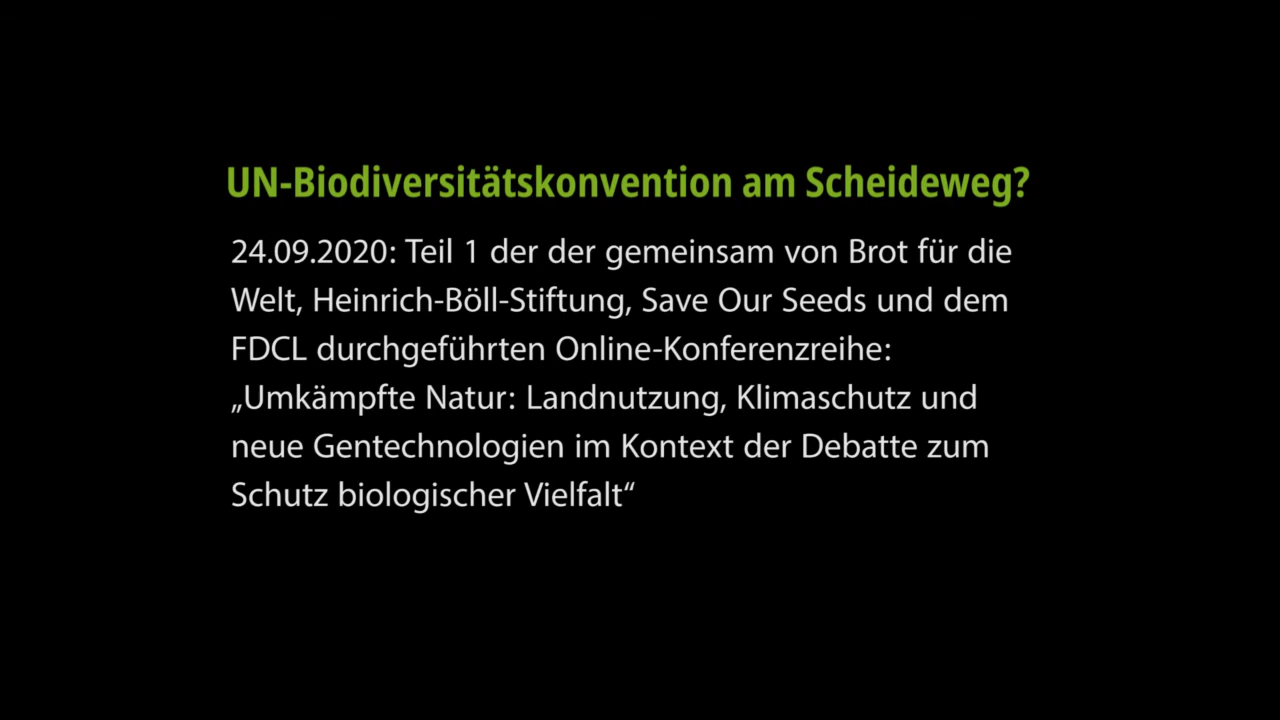 UN-Biodiversitätskonvention am Scheideweg?
24.09.2020: Teil 1 der der gemeinsam von Brot für die
Welt, Heinrich-Böll-Stiftung, Save Our Seeds und dem
FDCL durchgeführten Online-Konferenzreihe:
„Umkämpfte Natur: Landnutzung, Klimaschutz und
neue Gentechnologien im Kontext der Debatte zum
Schutz biologischer Vielfalt“